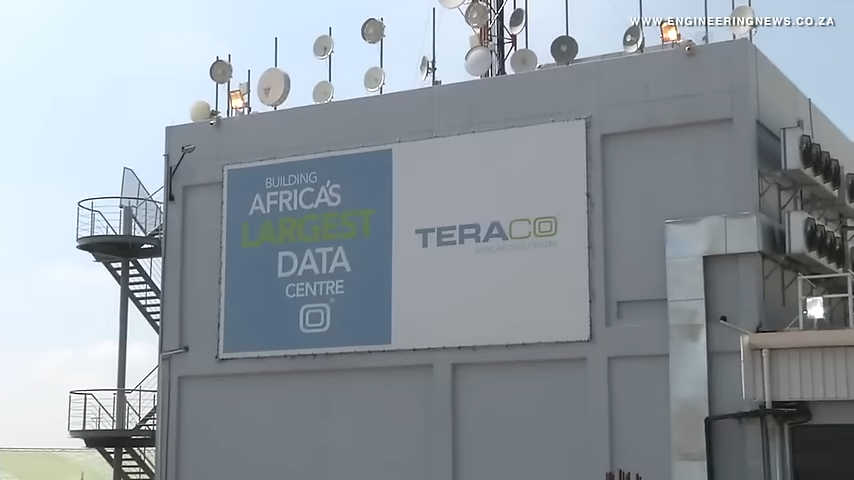 WWW.ENGINEERINGNEWS.CO.ZA
BUILDING
AFRICA'S
LARGEST
DATA
CENTRE
TERACO